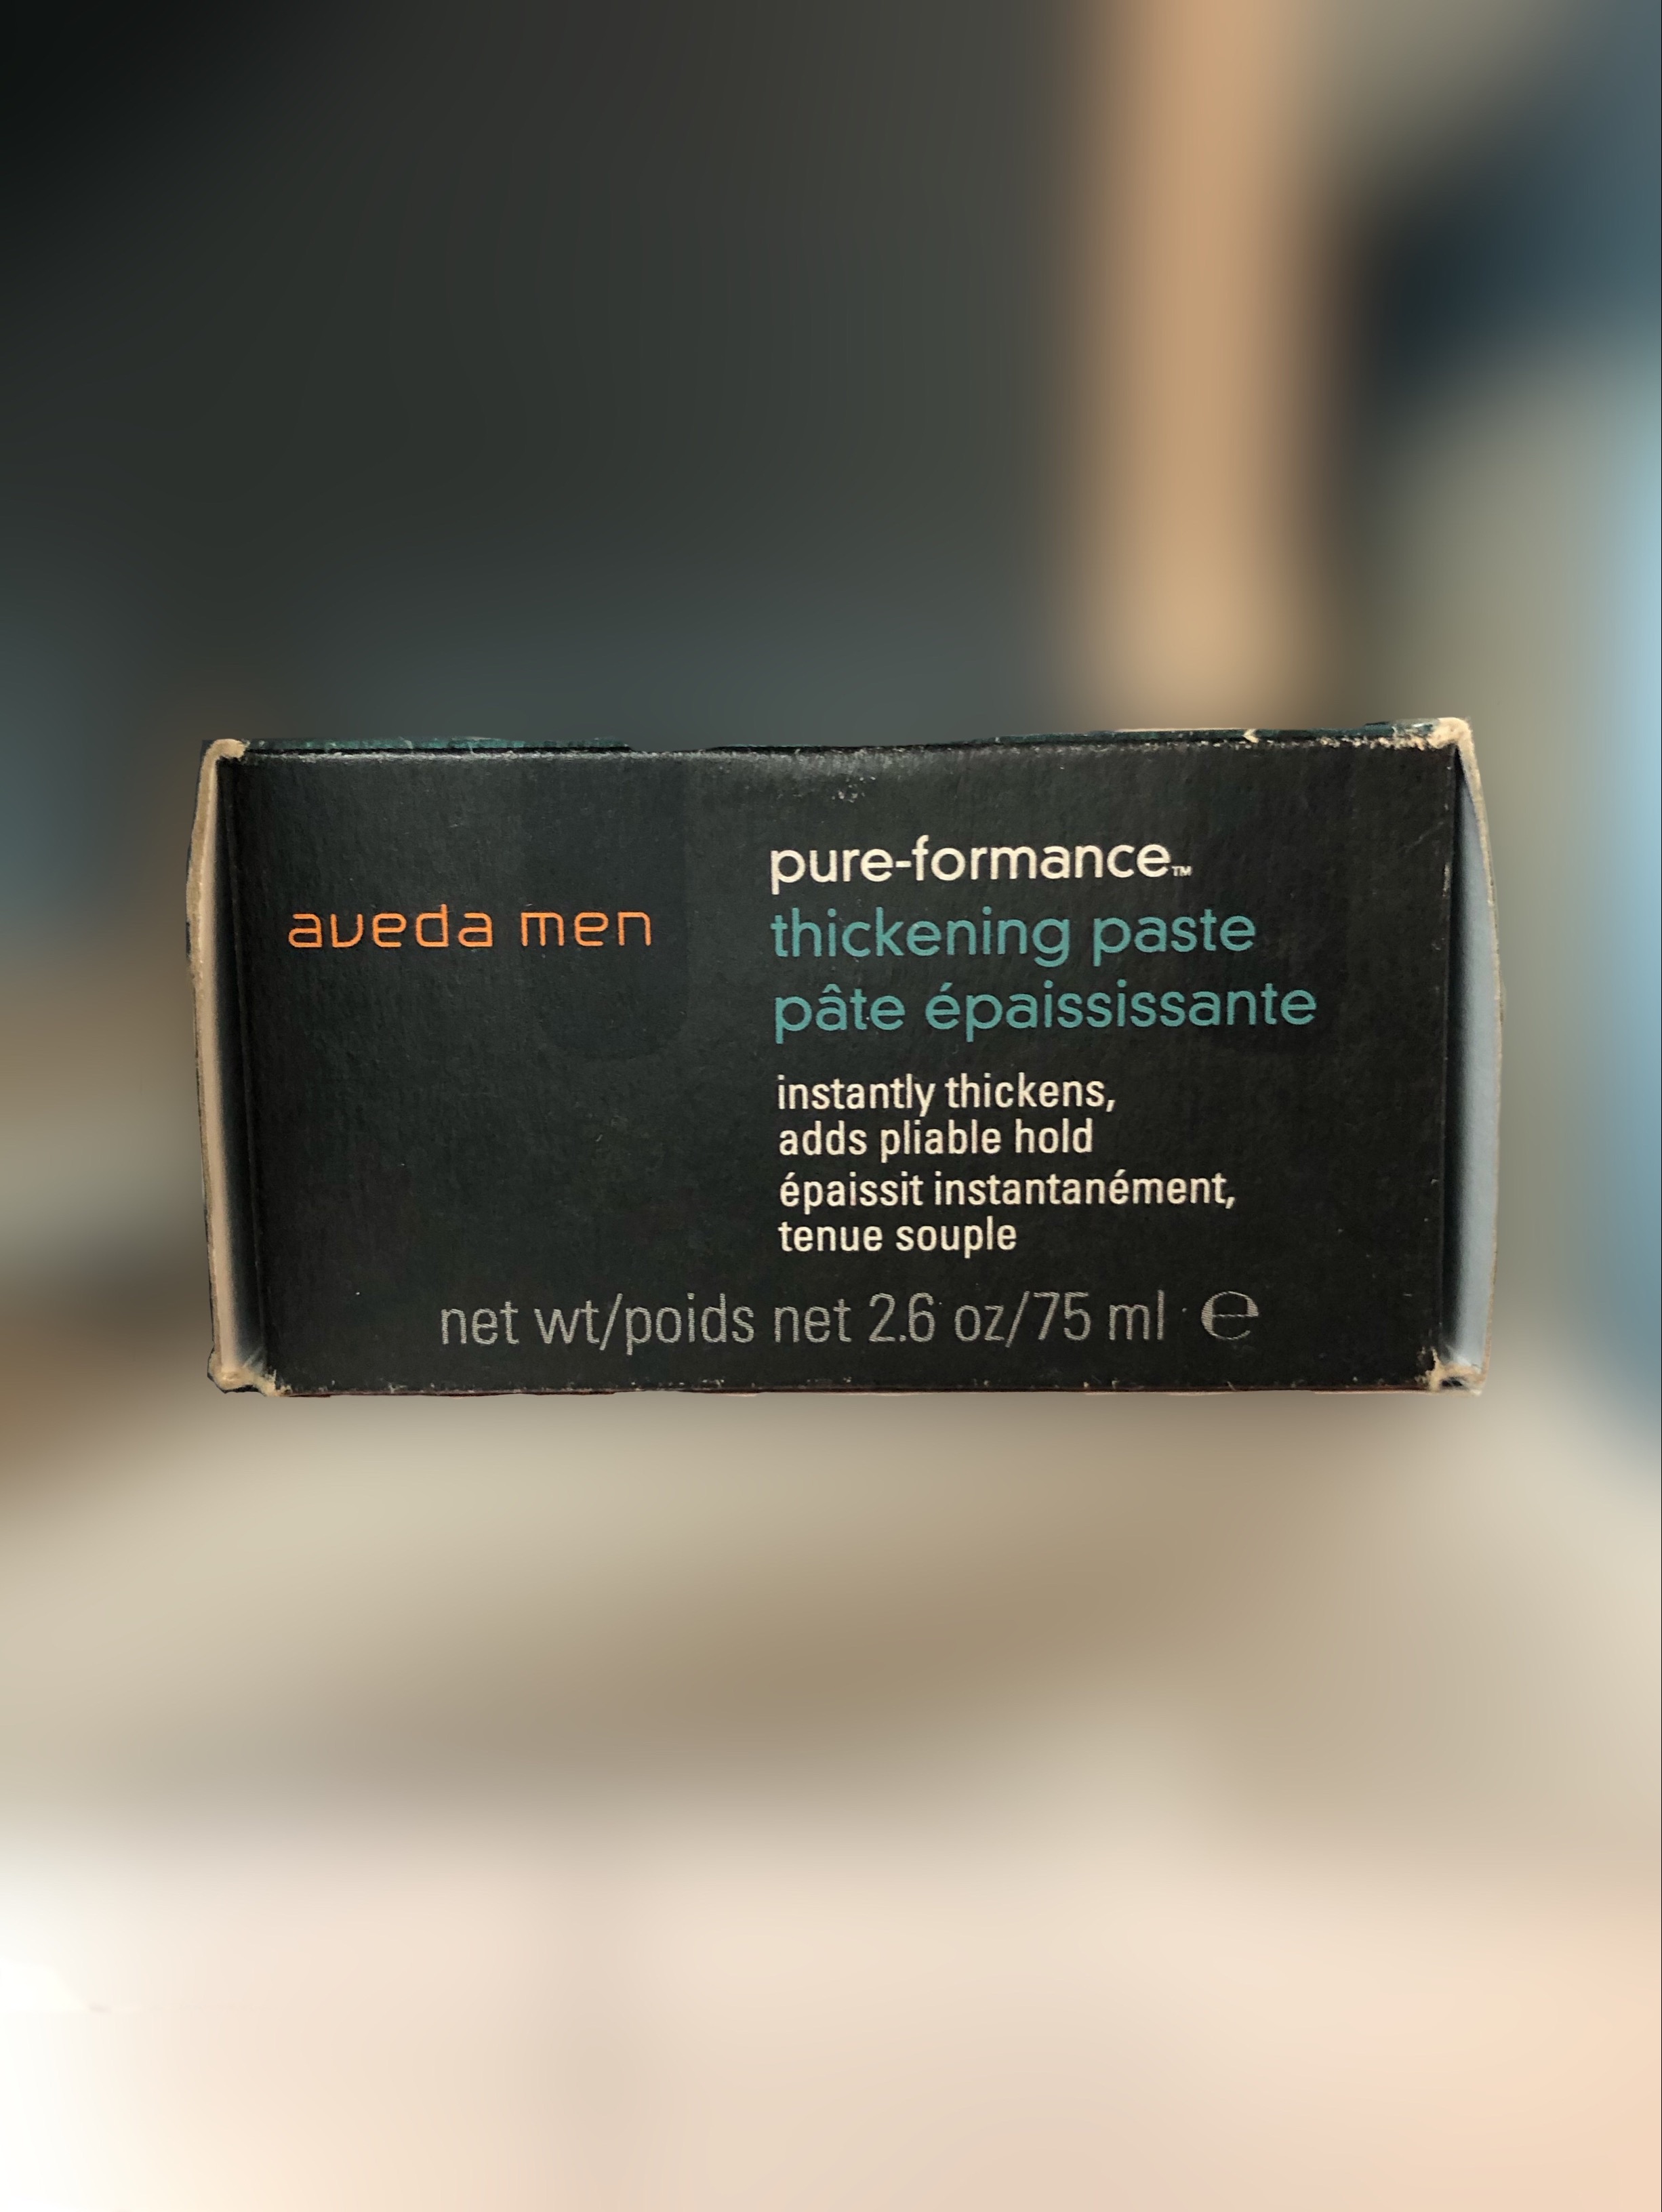 aveda men
pure-formance™
thickening paste
pâte épaississante
instantly thickens,
adds pliable hold
épaissit instantanément,
tenue souple
net wt/poids net 2.6 oz/75 ml ℮